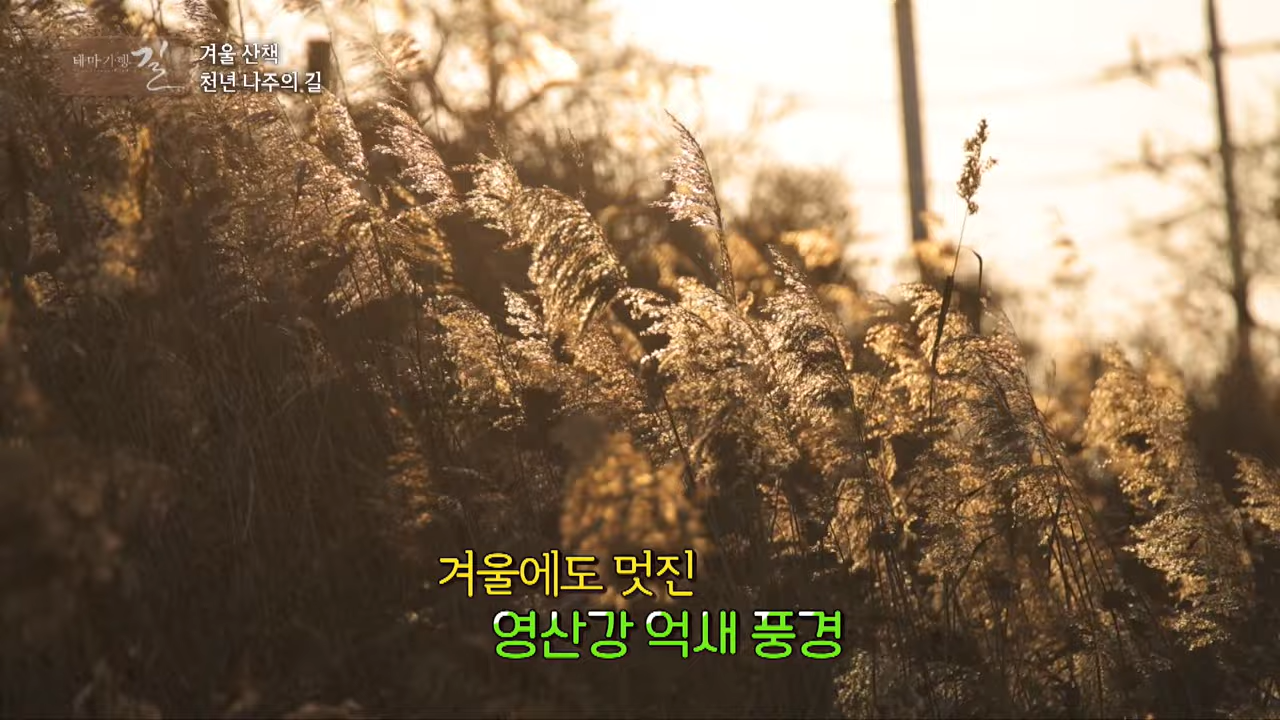 테마기행 길
겨울 산책
천년 나주의 길
겨울에도 멋진
영산강 억새 풍경